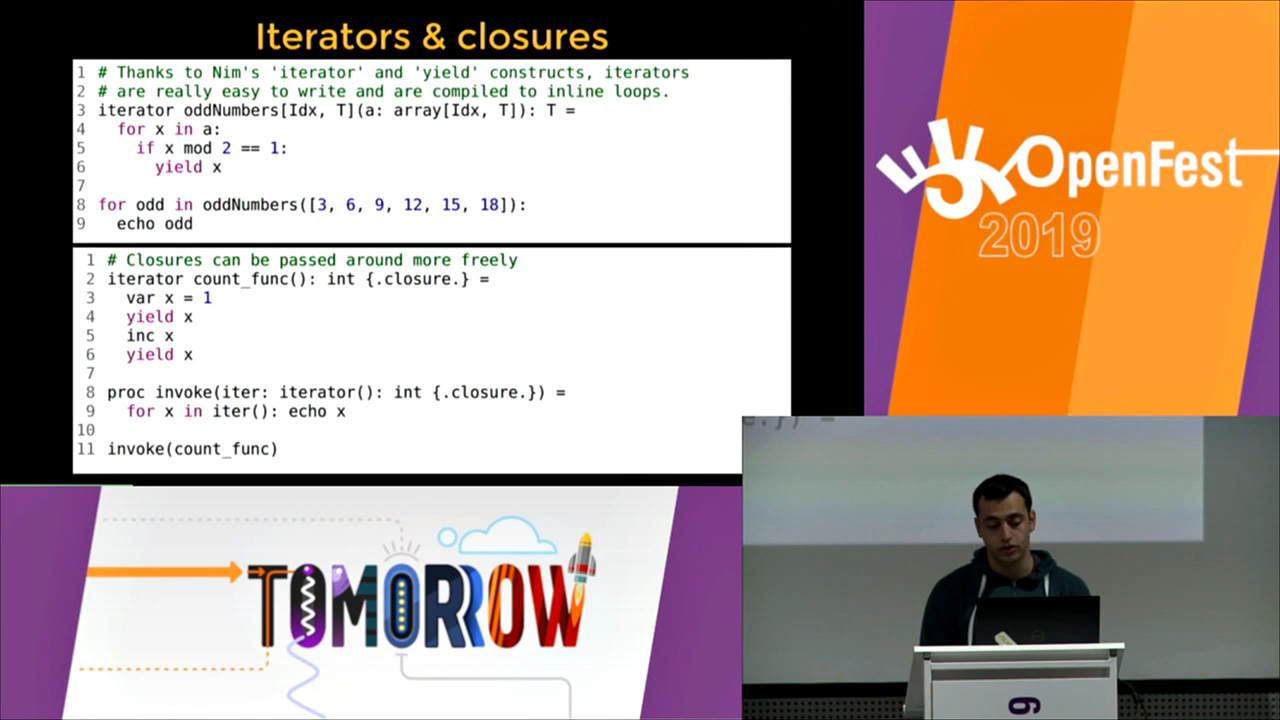 Iterators & closures
1 # Thanks to Nim's 'iterator' and 'yield' constructs, iterators
2 # are really easy to write and are compiled to inline loops.
3 iterator oddNumbers[Idx, T](a: array[Idx, T]): T =
4   for x in a:
5     if x mod 2 == 1:
6       yield x
7
8 for odd in oddNumbers([3, 6, 9, 12, 15, 18]):
9   echo odd
1 # Closures can be passed around more freely
2 iterator count_func(): int {.closure.} =
3   var x = 1
4   yield x
5   inc x
6   yield x
7
8 proc invoke(iter: iterator(): int {.closure.}) =
9   for x in iter(): echo x
10
11 invoke(count_func)
OpenFest
2019
TOMORROW
e.}) =